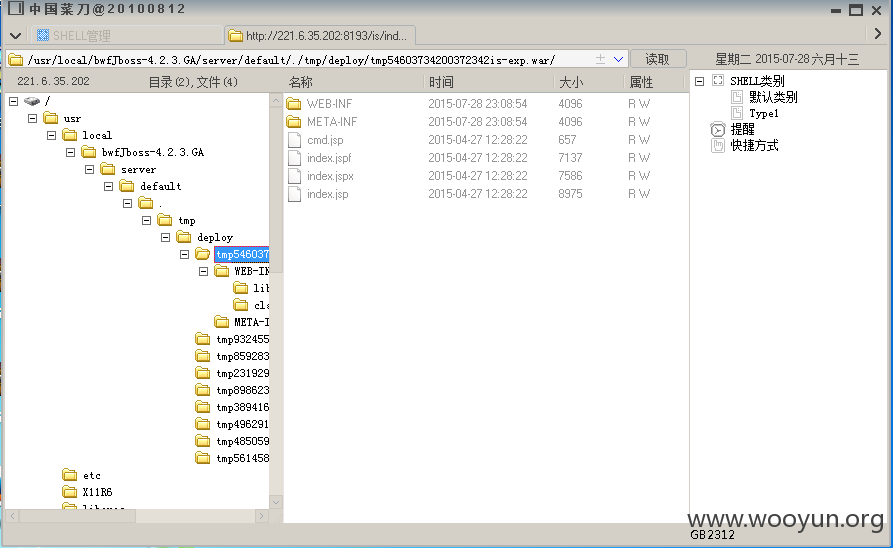 中国菜刀@20100812
SHELL管理
http://221.6.35.202:8193/is/ind...
/usr/local/bwfJboss-4.2.3.GA/server/default/./tmp/deploy/tmp54603734200372342is-exp.war/
读取
星期二 2015-07-28 六月十三
221.6.35.202
目录(2),文件(4)
名称 时间 大小 属性
WEB-INF 2015-07-28 23:08:54 4096 R W
META-INF 2015-07-28 23:08:54 4096 R W
cmd.jsp 2015-04-27 12:28:22 657 R W
index.jspf 2015-04-27 12:28:22 7137 R W
index.jspx 2015-04-27 12:28:22 7586 R W
index.jsp 2015-04-27 12:28:22 8975 R W
/
usr
local
bwfJboss-4.2.3.GA
server
default
.
tmp
deploy
tmp546037
WEB-IN
lib
cla
META-I
tmp932455
tmp859283
tmp231929
tmp898623
tmp389416
tmp496291
tmp485059
tmp561458
etc
X11R6
SHELL类别
默认类别
Type1
提醒
快捷方式
www.wooyun.org
GB2312